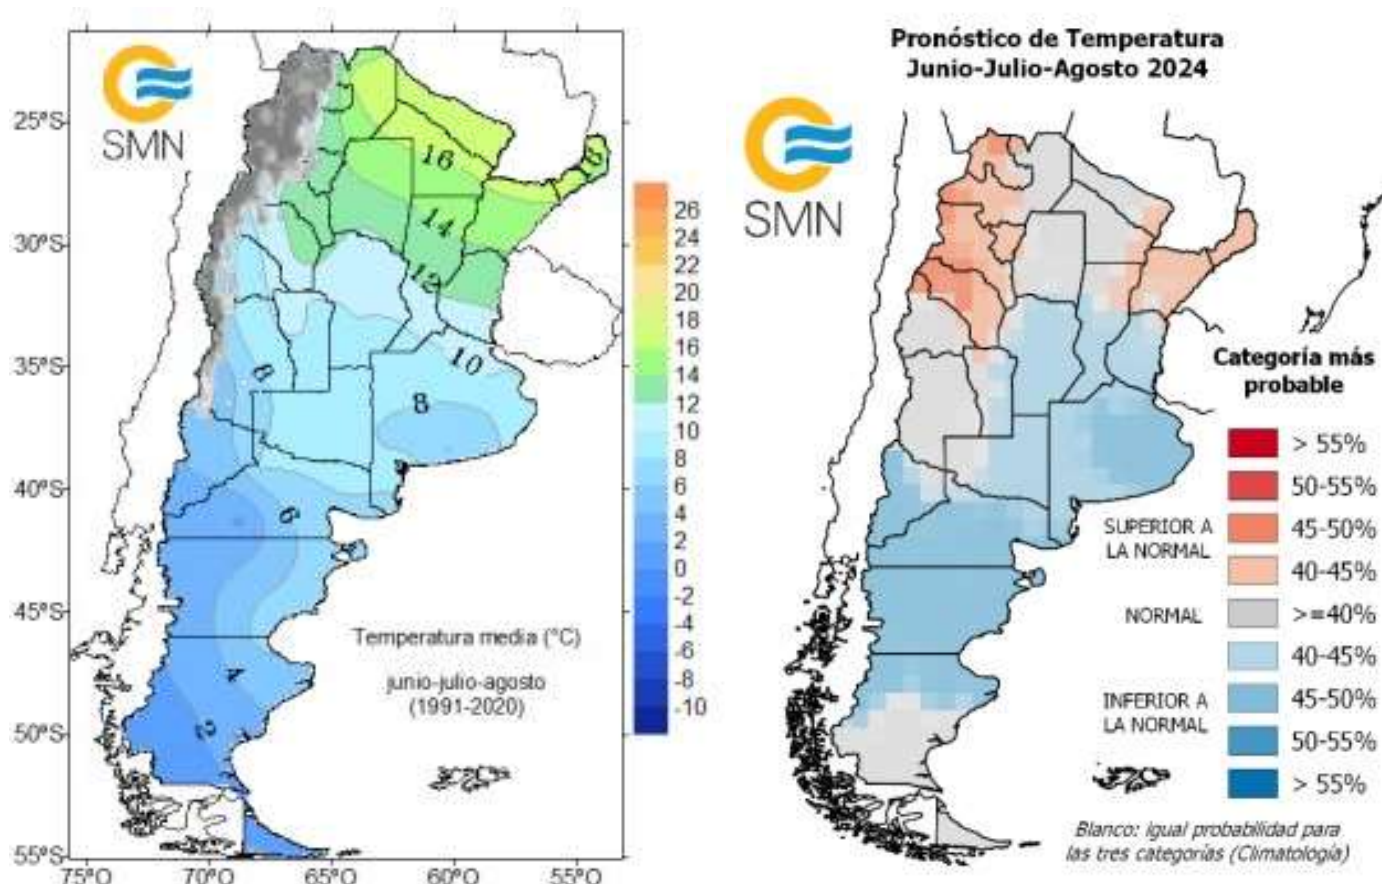 SMN
25°S
30°S
35°S
40°S
45°S
50°S
55°S
75°O
70°O
65°O
60°O
55°O
16
18
14
12
10
8
8
6
4
2
26
24
22
20
18
16
14
12
10
8
6
4
2
0
-2
-4
-6
-8
-10
Temperatura media (°C)
junio-julio-agosto
(1991-2020)
Pronóstico de Temperatura
Junio-Julio-Agosto 2024
SMN
Categoría más
probable
> 55%
50-55%
SUPERIOR A
LA NORMAL
45-50%
40-45%
NORMAL
>=40%
40-45%
INFERIOR A
LA NORMAL
45-50%
50-55%
> 55%
Blanco: igual probabilidad para
las tres categorías (Climatología)